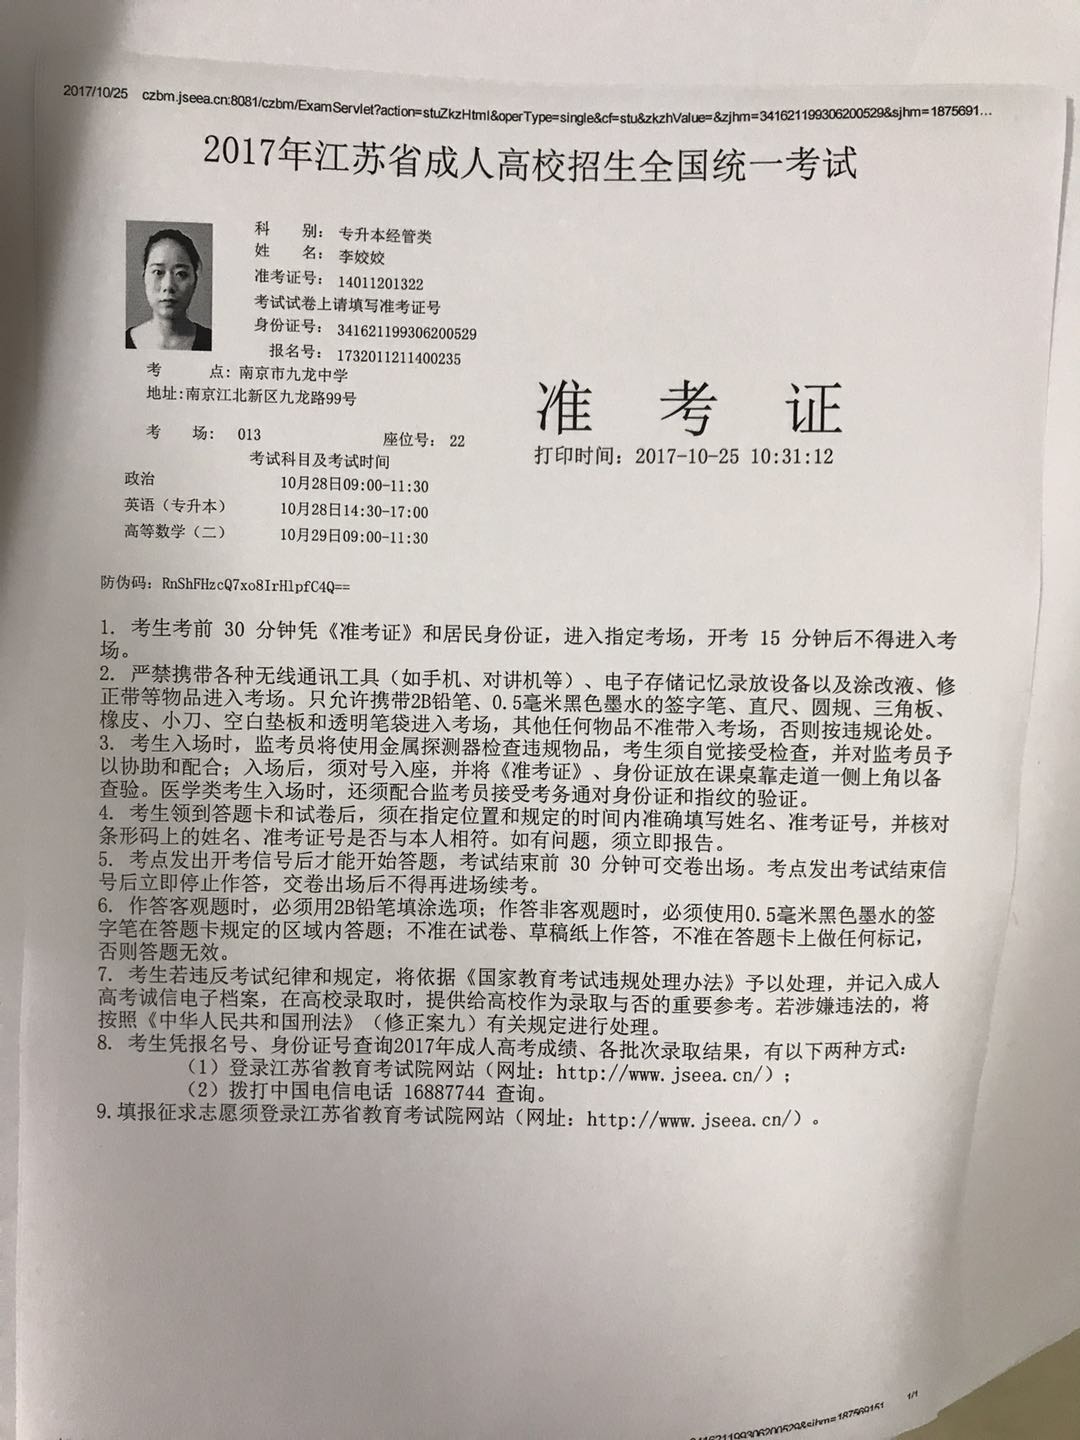 2017/10/25 czbm.jseea.cn:8081/czbm/ExamServlet?action=stuZkzHtml&operType=single&cf=stu&zkzhValue=&zjhm=341621199306200529&sjhm=1875691...
2017年江苏省成人高校招生全国统一考试
科 别: 专升本经管类
姓 名: 李姣姣
准考证号: 14011201322
考试试卷上请填写准考证号
身份证号: 341621199306200529
报名号: 1732011211400235
考 点: 南京市九龙中学
地址:南京江北新区九龙路99号
准 考 证
考 场: 013 座位号: 22
打印时间: 2017-10-25 10:31:12
考试科目及考试时间
政治 10月28日09:00-11:30
英语（专升本） 10月28日14:30-17:00
高等数学（二） 10月29日09:00-11:30
防伪码: RnShFHzcQ7xo8IrHlpfC4Q==
1. 考生考前 30 分钟凭《准考证》和居民身份证，进入指定考场，开考 15 分钟后不得进入考
场。
2. 严禁携带各种无线通讯工具（如手机、对讲机等）、电子存储记忆录放设备以及涂改液、修
正带等物品进入考场。只允许携带2B铅笔、0.5毫米黑色墨水的签字笔、直尺、圆规、三角板、
橡皮、小刀、空白垫板和透明笔袋进入考场，其他任何物品不准带入考场，否则按违规论处。
3. 考生入场时，监考员将使用金属探测器检查违规物品，考生须自觉接受检查，并对监考员予
以协助和配合；入场后，须对号入座，并将《准考证》、身份证放在课桌靠走道一侧上角以备
查验。医学类考生入场时，还须配合监考员接受考务通对身份证和指纹的验证。
4. 考生领到答题卡和试卷后，须在指定位置和规定的时间内准确填写姓名、准考证号，并核对
条形码上的姓名、准考证号是否与本人相符。如有问题，须立即报告。
5. 考点发出开考信号后才能开始答题，考试结束前 30 分钟可交卷出场。考点发出考试结束信
号后立即停止作答，交卷出场后不得再进场续考。
6. 作答客观题时，必须用2B铅笔填涂选项；作答非客观题时，必须使用0.5毫米黑色墨水的签
字笔在答题卡规定的区域内答题；不准在试卷、草稿纸上作答，不准在答题卡上做任何标记，
否则答题无效。
7. 考生若违反考试纪律和规定，将依据《国家教育考试违规处理办法》予以处理，并记入成人
高考诚信电子档案，在高校录取时，提供给高校作为录取与否的重要参考。若涉嫌违法的，将
按照《中华人民共和国刑法》（修正案九）有关规定进行处理。
8. 考生凭报名号、身份证号查询2017年成人高考成绩、各批次录取结果，有以下两种方式：
（1）登录江苏省教育考试院网站（网址：http://www.jseea.cn/）；
（2）拨打中国电信电话 16887744 查询。
9.填报征求志愿须登录江苏省教育考试院网站（网址：http://www.jseea.cn/）。
341621199306200529&sjhm=187569151 1/1